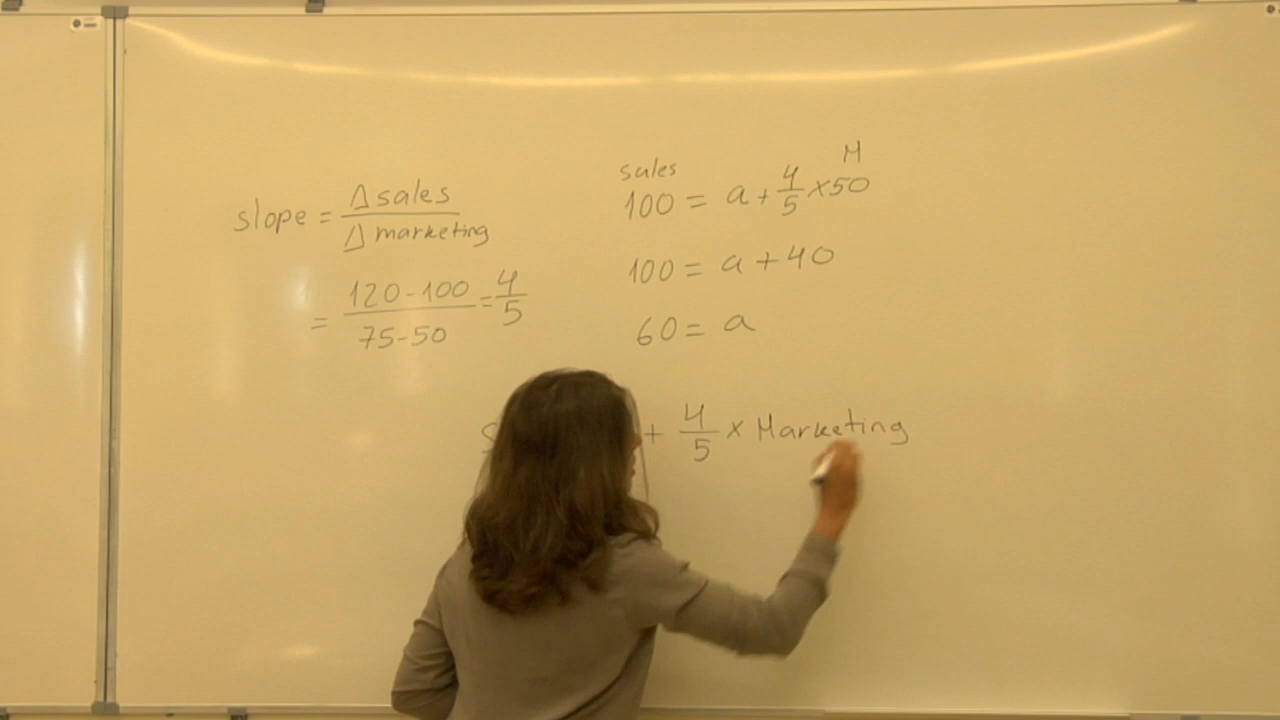 slope = Δ sales / Δ marketing
= 120 - 100 / 75 - 50 = 4/5
sales M
100 = a + 4/5 × 50
100 = a + 40
60 = a
+ 4/5 × Marketing